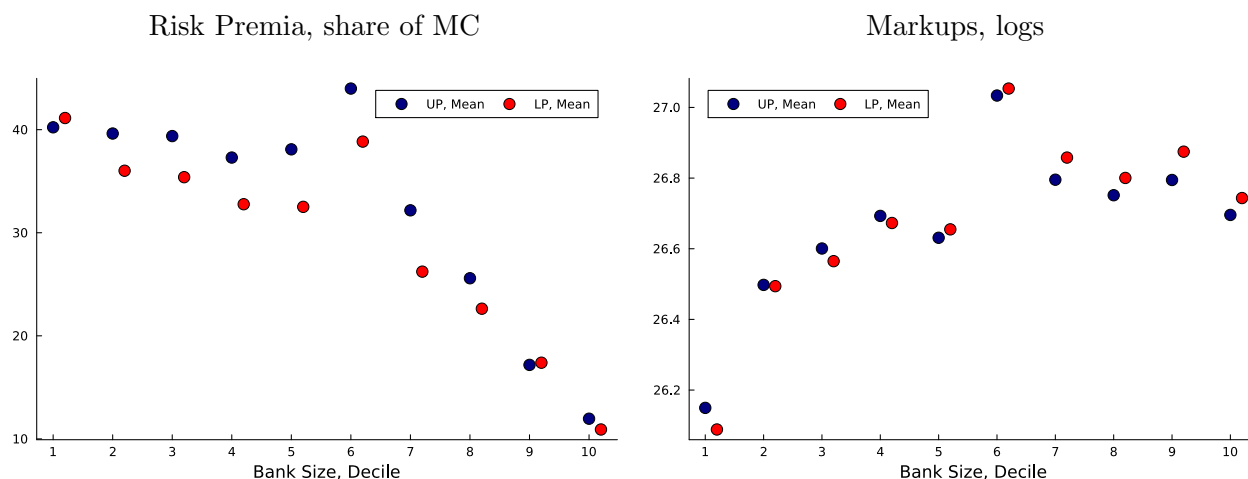 Risk Premia, share of MC
UP, Mean LP, Mean
40
30
20
10
1 2 3 4 5 6 7 8 9 10
Bank Size, Decile
Markups, logs
UP, Mean LP, Mean
27.0
26.8
26.6
26.4
26.2
1 2 3 4 5 6 7 8 9 10
Bank Size, Decile